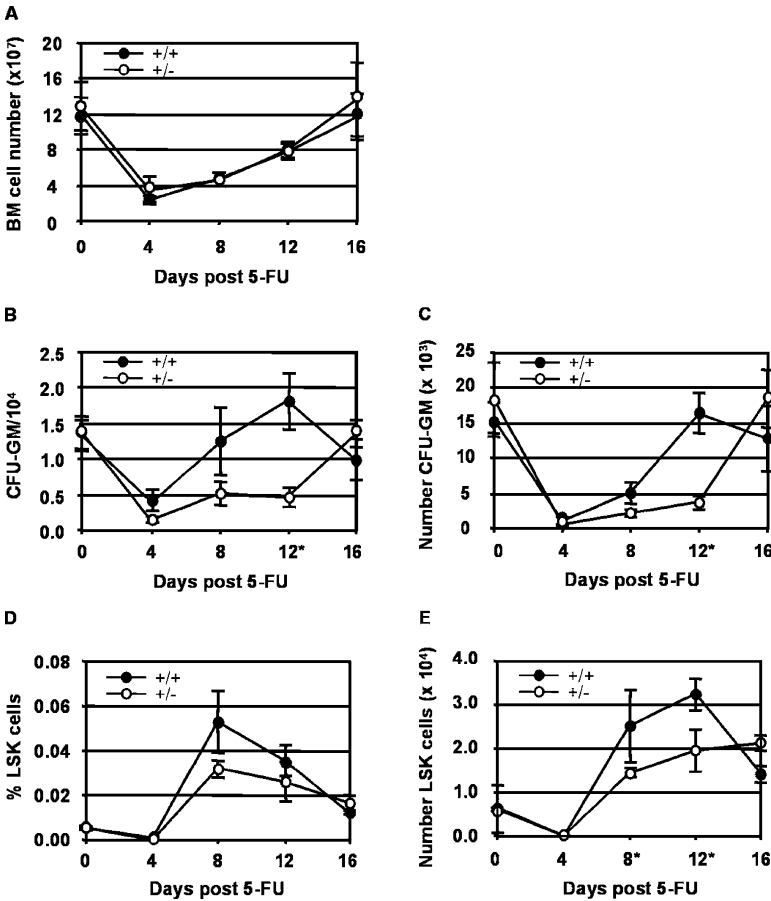 A
BM cell number (x10⁷)
20
16
12
8
4
0
+/+
+/-
0 4 8 12 16
Days post 5-FU
B
CFU-GM/10⁴
2.5
2.0
1.5
1.0
0.5
0.0
+/+
+/-
0 4 8 12* 16
Days post 5-FU
C
Number CFU-GM (x 10³)
25
20
15
10
5
0
+/+
+/-
0 4 8 12* 16
Days post 5-FU
D
% LSK cells
0.08
0.06
0.04
0.02
0.00
+/+
+/-
0 4 8 12 16
Days post 5-FU
E
Number LSK cells (x 10⁴)
4.0
3.0
2.0
1.0
0.0
+/+
+/-
0 4 8* 12* 16
Days post 5-FU